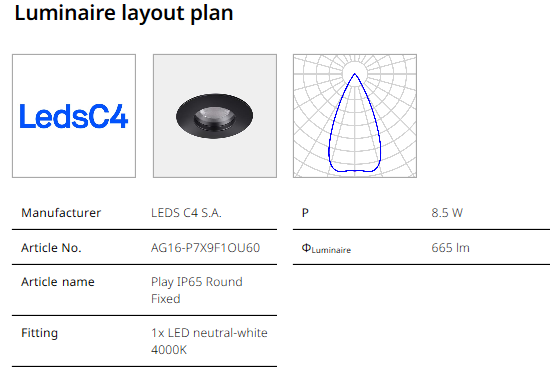 Luminaire layout plan
LedsC4
Manufacturer LEDS C4 S.A.
P 8.5 W
Article No. AG16-P7X9F1OU60
ΦLuminaire 665 lm
Article name Play IP65 Round
Fixed
Fitting 1x LED neutral-white
4000K